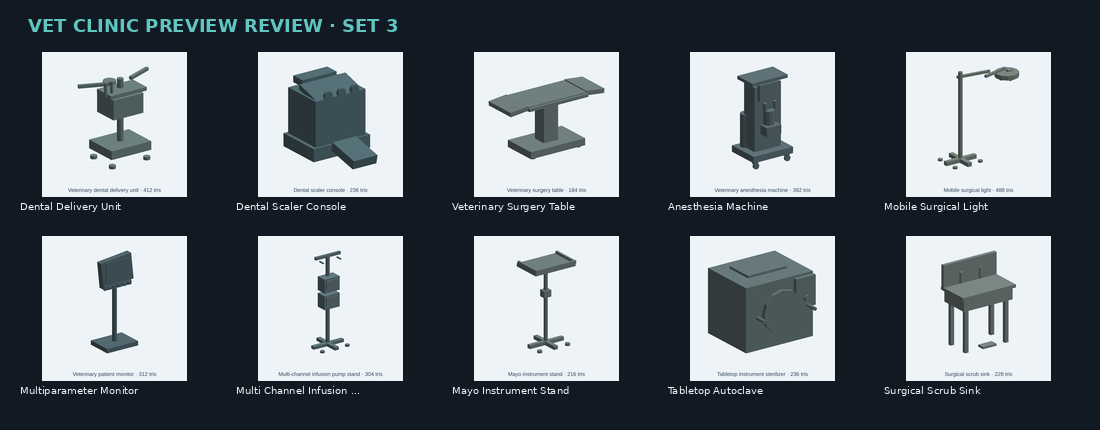 VET CLINIC PREVIEW REVIEW · SET 3
Veterinary dental delivery unit · 412 tris
Dental scaler console · 236 tris
Veterinary surgery table · 184 tris
Veterinary anesthesia machine · 392 tris
Mobile surgical light · 488 tris
Dental Delivery Unit
Dental Scaler Console
Veterinary Surgery Table
Anesthesia Machine
Mobile Surgical Light
Veterinary patient monitor · 312 tris
Multi-channel infusion pump stand · 304 tris
Mayo instrument stand · 216 tris
Tabletop instrument sterilizer · 236 tris
Surgical scrub sink · 228 tris
Multiparameter Monitor
Multi Channel Infusion ...
Mayo Instrument Stand
Tabletop Autoclave
Surgical Scrub Sink